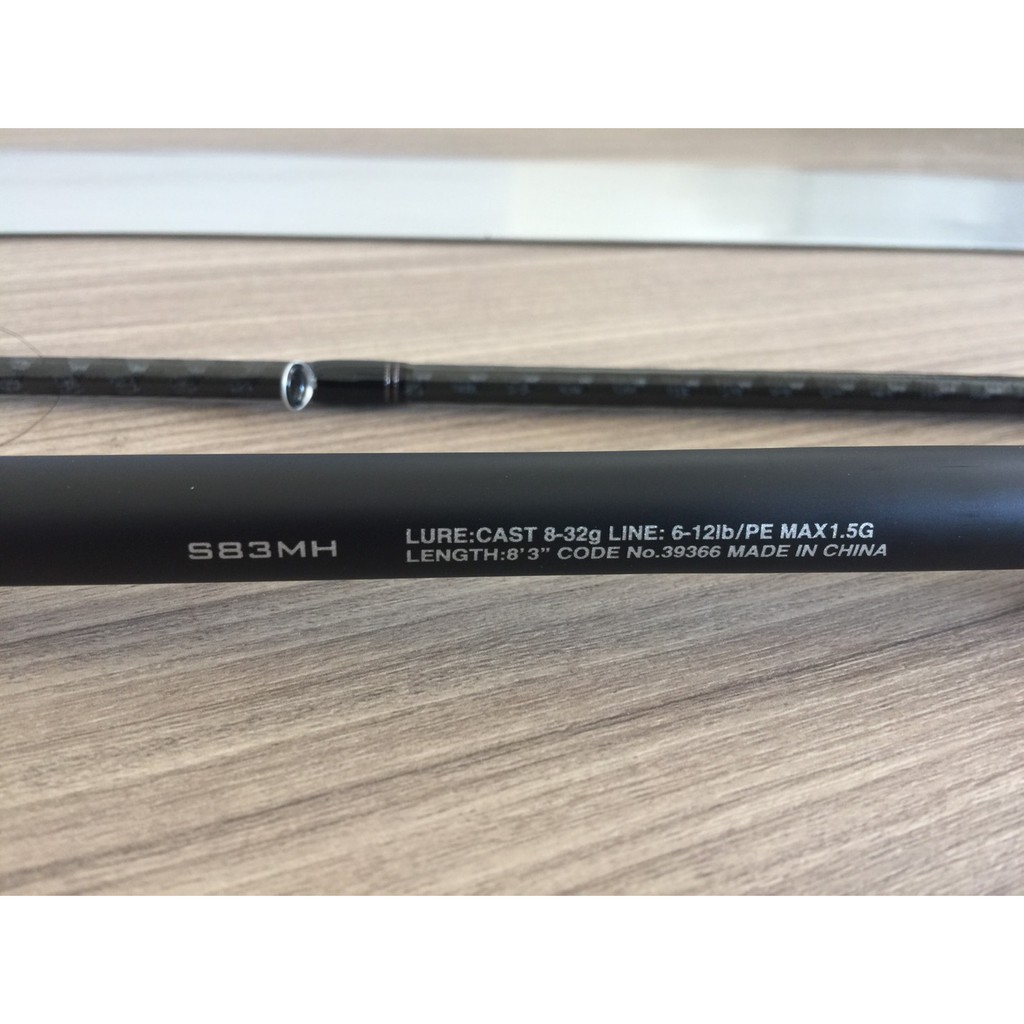 S83MH
LURE:CAST 8-32g LINE: 6-12lb/PE MAX1.5G
LENGTH:8'3" CODE No.39366 MADE IN CHINA